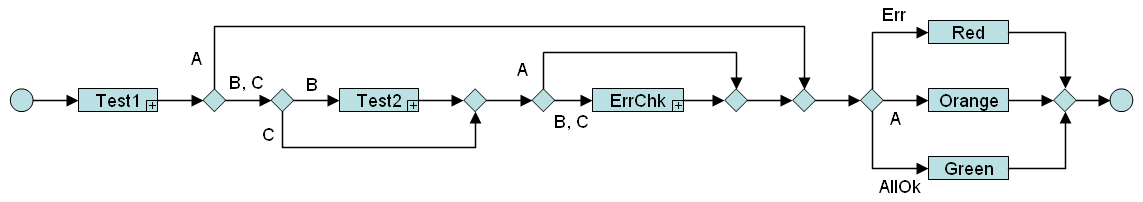 Err
Red
A
A
B, C
B
Test1
+
Test2
+
ErrChk
+
Orange
C
B, C
A
Green
AllOk